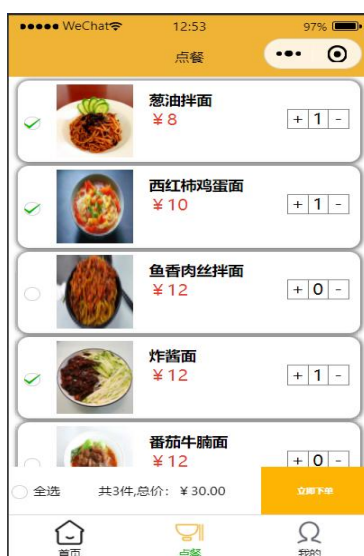 WeChat 12:53 97%
点餐
葱油拌面
¥8
+ 1 -
西红柿鸡蛋面
¥10
+ 1 -
鱼香肉丝拌面
¥12
+ 0 -
炸酱面
¥12
+ 1 -
番茄牛腩面
¥12
+ 0 -
全选 共3件,总价: ¥30.00 立即下单
首页 点餐 我的